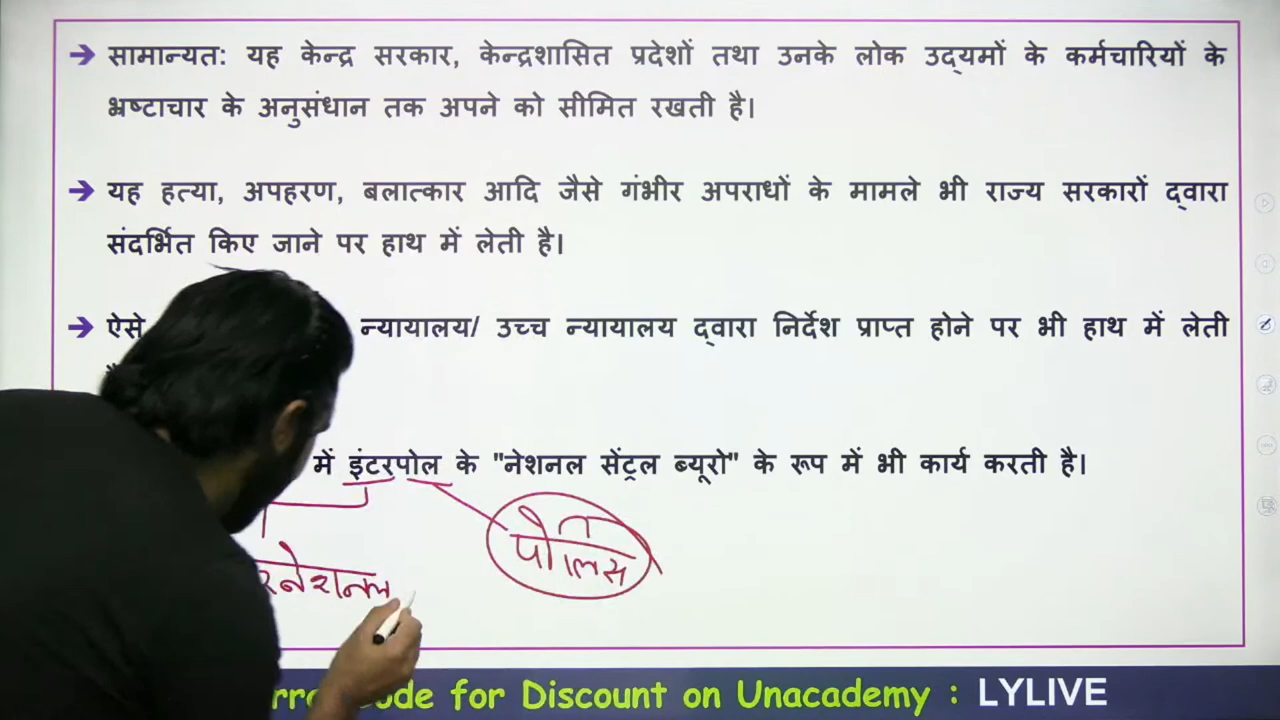 सामान्यत: यह केन्द्र सरकार, केन्द्रशासित प्रदेशों तथा उनके लोक उद्यमों के कर्मचारियों के
भ्रष्टाचार के अनुसंधान तक अपने को सीमित रखती है।
यह हत्या, अपहरण, बलात्कार आदि जैसे गंभीर अपराधों के मामले भी राज्य सरकारों द्वारा
संदर्भित किए जाने पर हाथ में लेती है।
ऐसे न्यायालय/ उच्च न्यायालय द्वारा निर्देश प्राप्त होने पर भी हाथ में लेती
में इंटरपोल के "नेशनल सेंट्रल ब्यूरो" के रूप में भी कार्य करती है।
पोलिस
रनेशनल
for Discount on Unacademy : LYLIVE